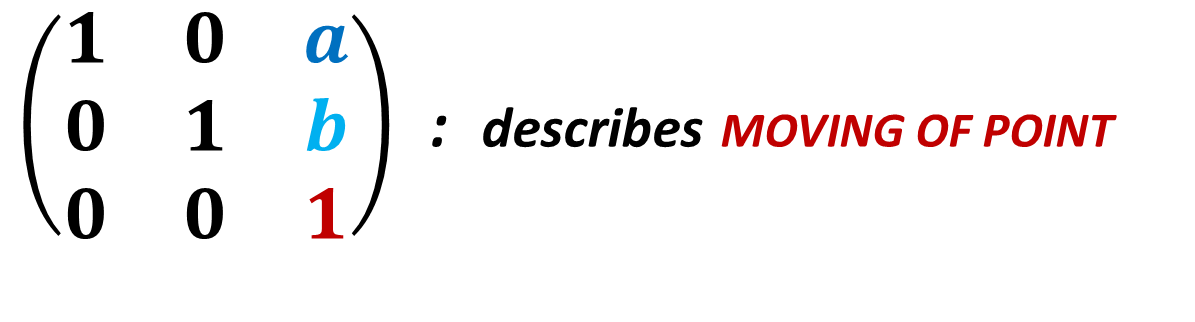 1 0 a
0 1 b : describes MOVING OF POINT
0 0 1